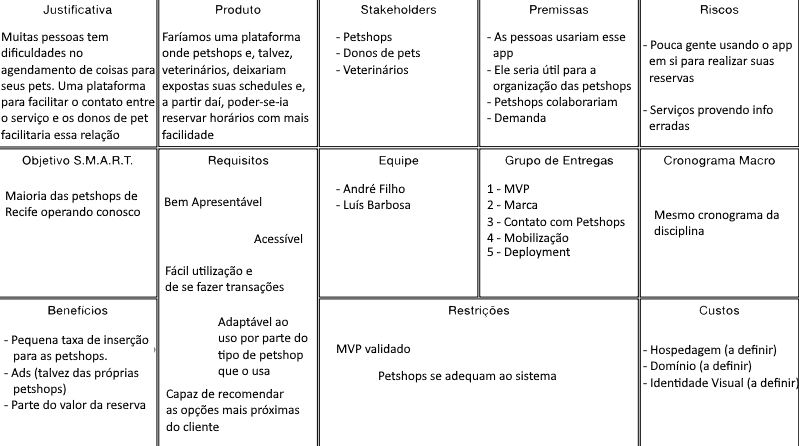 Justificativa
Muitas pessoas tem
dificuldades no
agendamento de coisas para
seus pets. Uma plataforma
para facilitar o contato entre
o serviço e os donos de pet
facilitaria essa relação
Produto
Faríamos uma plataforma
onde petshops e, talvez,
veterinários, deixariam
expostas suas schedules e,
a partir daí, poder-se-ia
reservar horários com mais
facilidade
Stakeholders
- Petshops
- Donos de pets
- Veterinários
Premissas
- As pessoas usariam esse
app
- Ele seria útil para a
organização das petshops
- Petshops colaborariam
- Demanda
Riscos
- Pouca gente usando o app
em si para realizar suas
reservas
- Serviços provendo info
erradas
Objetivo S.M.A.R.T.
Maioria das petshops de
Recife operando conosco
Requisitos
Bem Apresentável
Acessível
Fácil utilização e
de se fazer transações
Adaptável ao
uso por parte do
tipo de petshop
que o usa
Capaz de recomendar
as opções mais próximas
do cliente
Equipe
- André Filho
- Luís Barbosa
Grupo de Entregas
1 - MVP
2 - Marca
3 - Contato com Petshops
4 - Mobilização
5 - Deployment
Cronograma Macro
Mesmo cronograma da
disciplina
Benefícios
- Pequena taxa de inserção
para as petshops.
- Ads (talvez das próprias
petshops)
- Parte do valor da reserva
Restrições
MVP validado
Petshops se adequam ao sistema
Custos
- Hospedagem (a definir)
- Domínio (a definir)
- Identidade Visual (a definir)